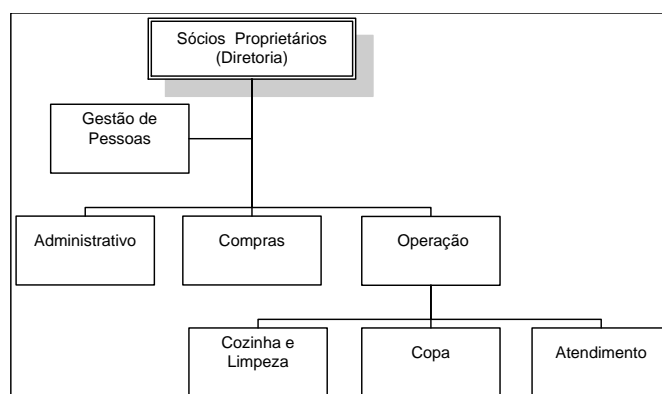 Sócios Proprietários
(Diretoria)
Gestão de
Pessoas
Administrativo
Compras
Operação
Cozinha e
Limpeza
Copa
Atendimento